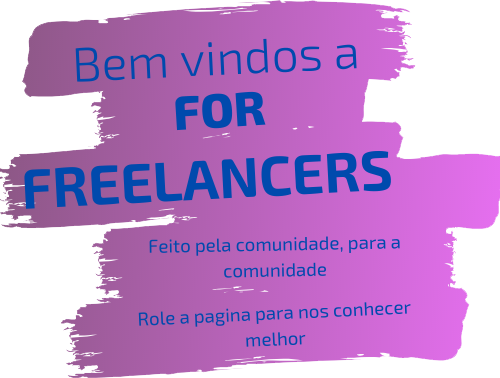 Bem vindos a
FOR
FREELANCERS
Feito pela comunidade, para a
comunidade
Role a pagina para nos conhecer
melhor